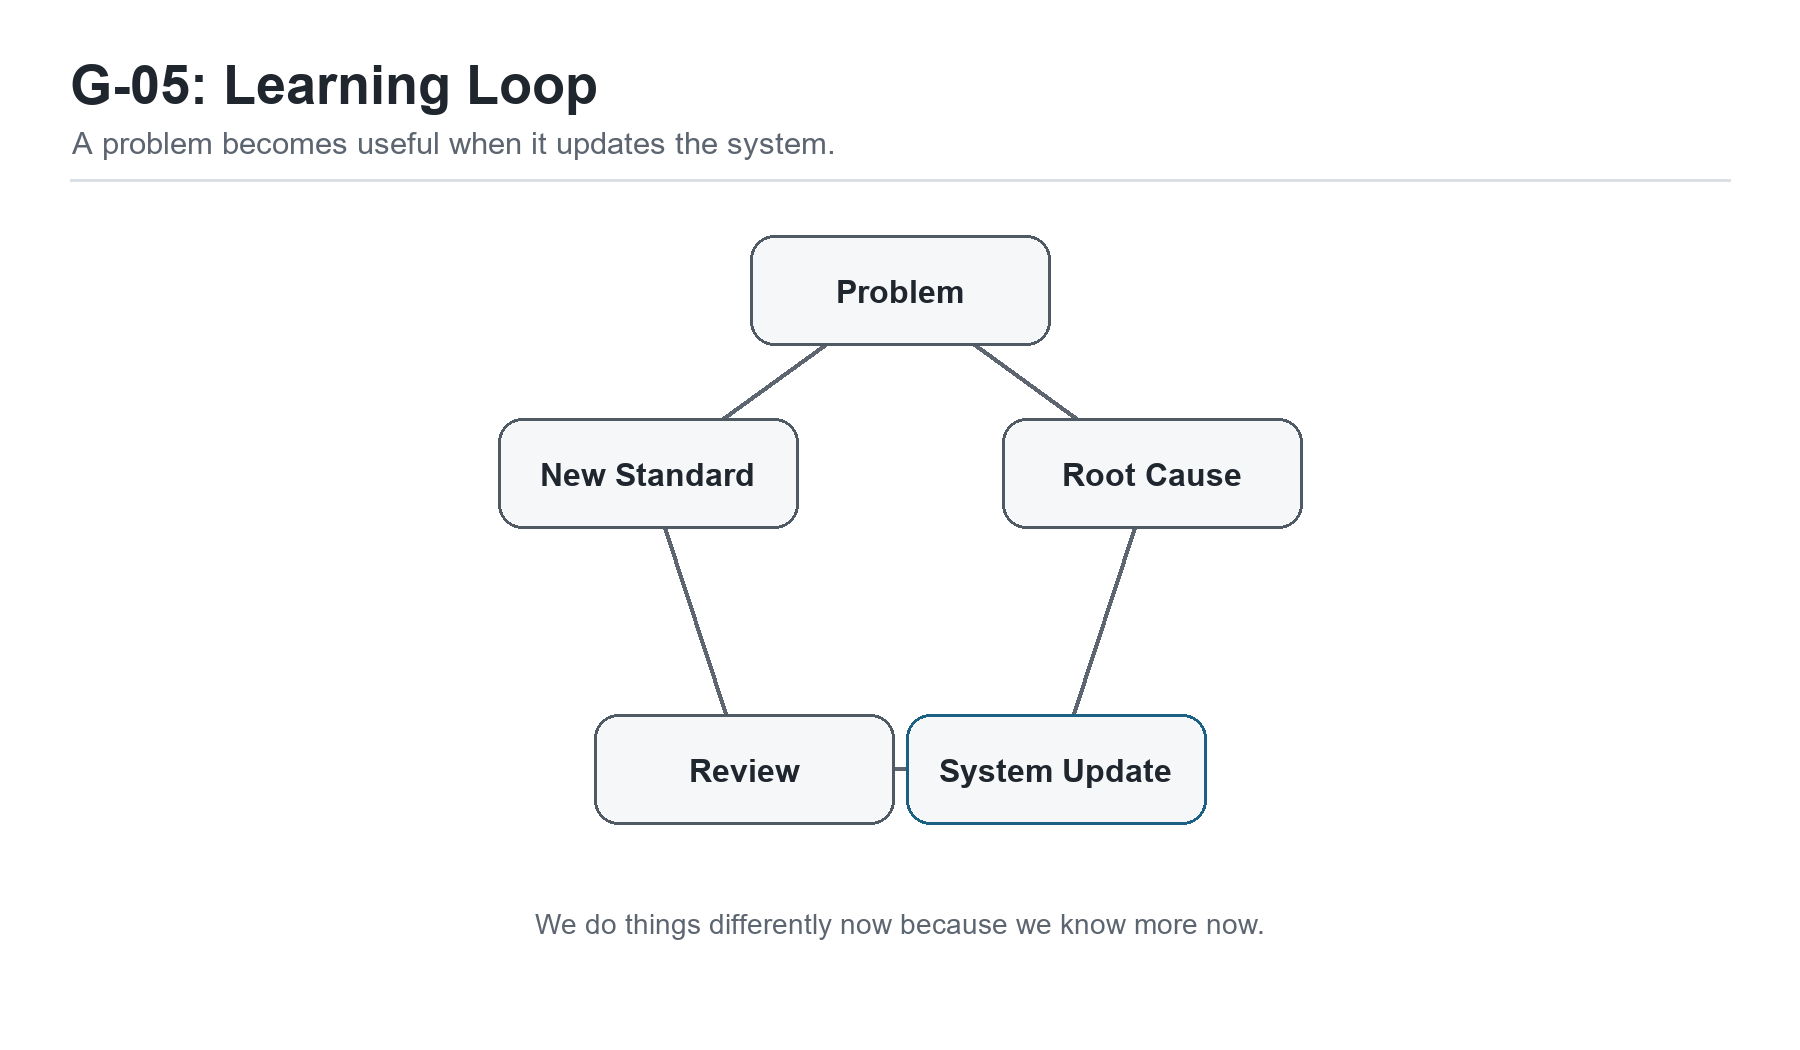 G-05: Learning Loop
A problem becomes useful when it updates the system.
Problem
New Standard
Root Cause
Review
System Update
We do things differently now because we know more now.